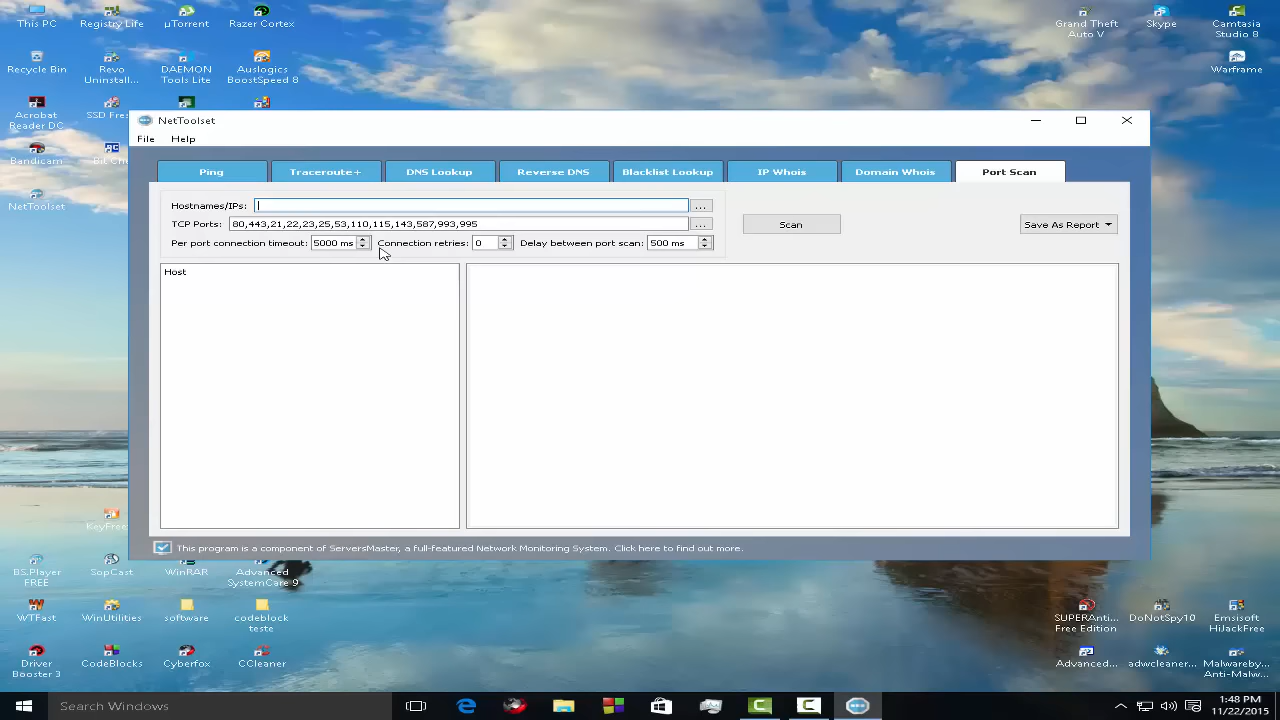 This PC
Registry Life
µTorrent
Razer Cortex
Grand Theft
Auto V
Skype
Camtasia
Studio 8
Recycle Bin
Revo
Uninstall...
DAEMON
Tools Lite
Auslogics
BoostSpeed 8
Warframe
Acrobat
Reader DC
SSD Fres
Bandicam
Bit Che
NetToolset
NetToolset
File
Help
Ping
Traceroute+
DNS Lookup
Reverse DNS
Blacklist Lookup
IP Whois
Domain Whois
Port Scan
Hostnames/IPs:
...
TCP Ports:
80,443,21,22,23,25,53,110,115,143,587,993,995
...
Scan
Save As Report
Per port connection timeout:
5000 ms
Connection retries:
0
Delay between port scan:
500 ms
Host
This program is a component of ServersMaster, a full-featured Network Monitoring System. Click here to find out more.
KeyFree
BS.Player
FREE
SopCast
WinRAR
Advanced
SystemCare 9
WTFast
WinUtilities
software
codeblock
teste
SUPERAnti...
Free Edition
DoNotSpy10
Emsisoft
HiJackFree
Driver
Booster 3
CodeBlocks
Cyberfox
CCleaner
Advanced...
adwcleaner...
Malwareby...
Anti-Malw...
Search Windows
1:48 PM
11/22/2015